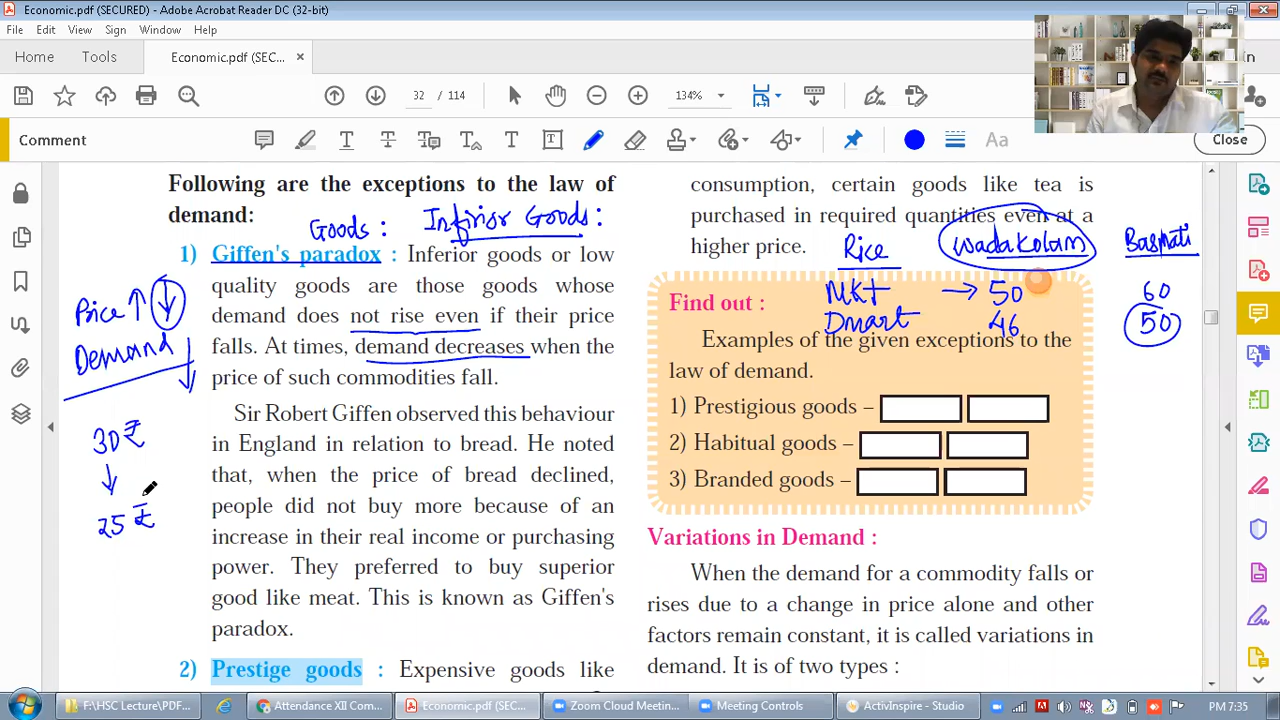 Economic.pdf (SECURED) - Adobe Acrobat Reader DC (32-bit)
File Edit View Sign Window Help
Home Tools Economic.pdf (SEC... ×
32 / 114 134%
Comment
Aa
Close
Following are the exceptions to the law of
demand:
Goods : Infirior Goods :
1) Giffen's paradox : Inferior goods or low
quality goods are those goods whose
demand does not rise even if their price
falls. At times, demand decreases when the
price of such commodities fall.
Price ↑ ↓
Demand ↓
30 ₹
↓
25 ₹
Sir Robert Giffen observed this behaviour
in England in relation to bread. He noted
that, when the price of bread declined,
people did not buy more because of an
increase in their real income or purchasing
power. They preferred to buy superior
good like meat. This is known as Giffen's
paradox.
2) Prestige goods : Expensive goods like
consumption, certain goods like tea is
purchased in required quantities even at a
higher price.
Rice wadakolam Basmati
MKt → 50 60
Dmart 46 50
Find out :
Examples of the given exceptions to the
law of demand.
1) Prestigious goods –
2) Habitual goods –
3) Branded goods –
Variations in Demand :
When the demand for a commodity falls or
rises due to a change in price alone and other
factors remain constant, it is called variations in
demand. It is of two types :
F:\HSC Lecture\PDF... Attendance XII Com... Economic.pdf (SEC... Zoom Cloud Meetin... Meeting Controls ActivInspire - Studio PM 7:35